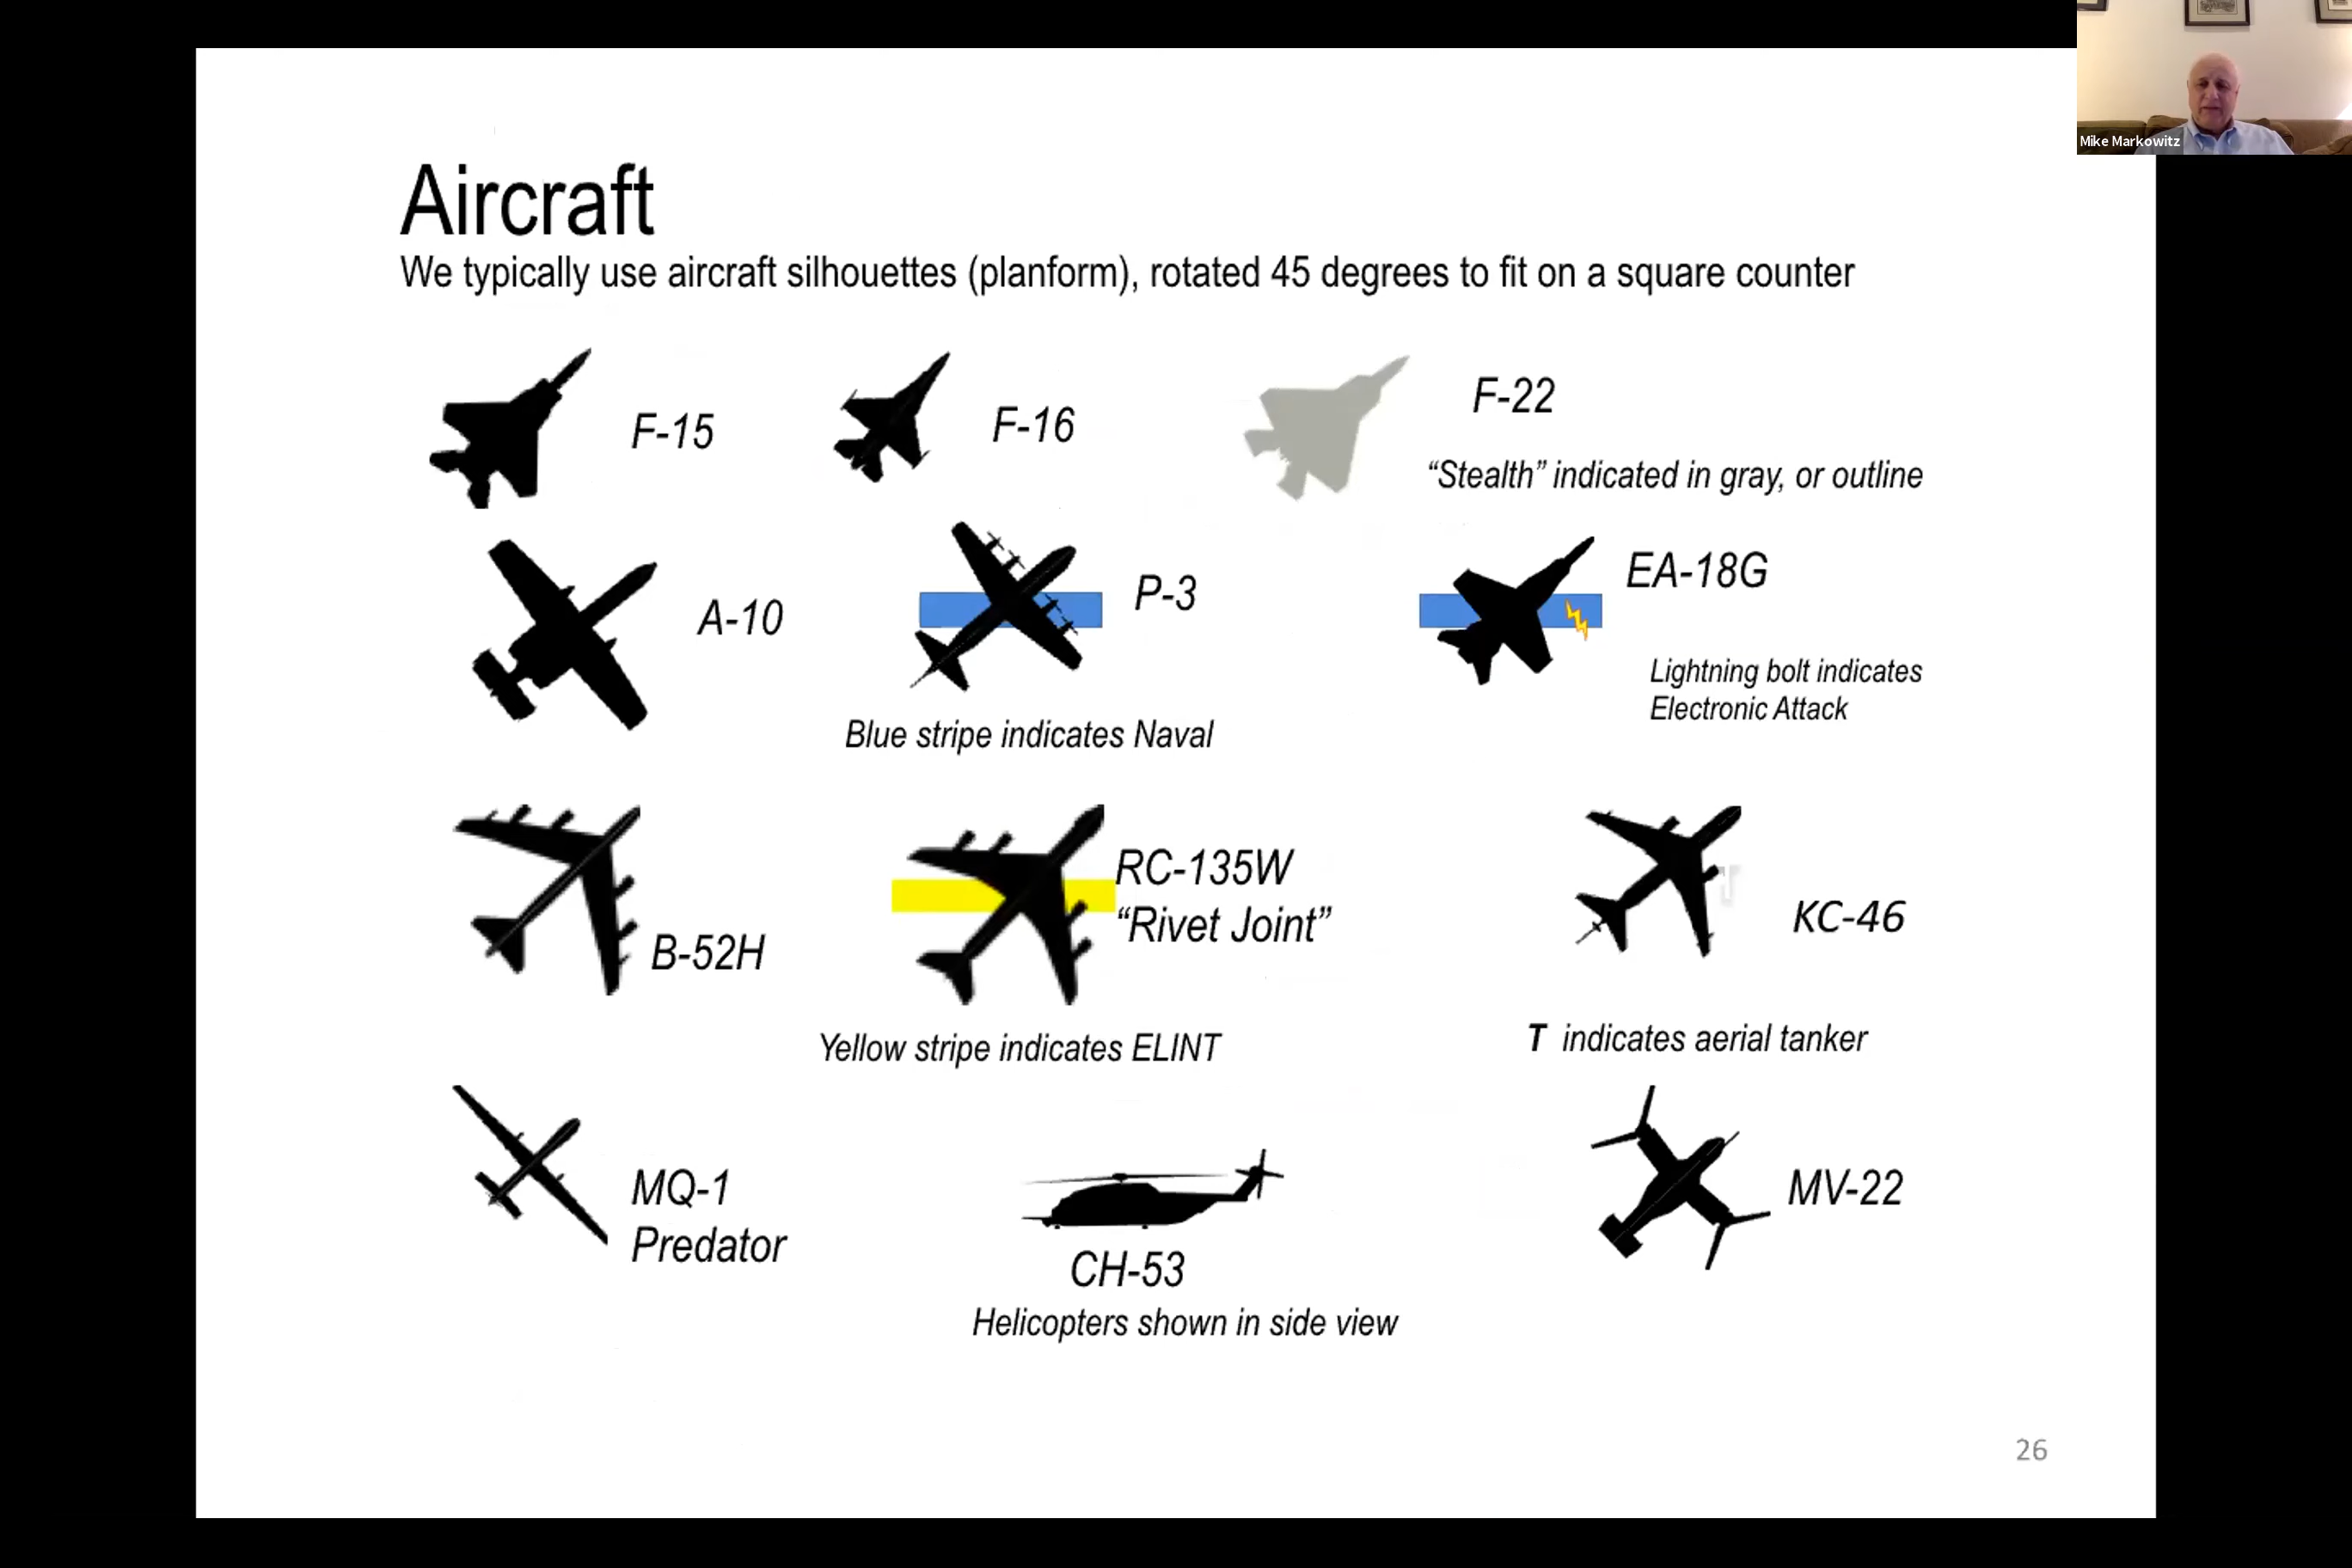 Mike Markowitz
Aircraft
We typically use aircraft silhouettes (planform), rotated 45 degrees to fit on a square counter
F-15
F-16
F-22
“Stealth” indicated in gray, or outline
A-10
P-3
EA-18G
Blue stripe indicates Naval
Lightning bolt indicates
Electronic Attack
B-52H
RC-135W
“Rivet Joint”
T
KC-46
Yellow stripe indicates ELINT
T indicates aerial tanker
MQ-1
Predator
CH-53
Helicopters shown in side view
MV-22
26